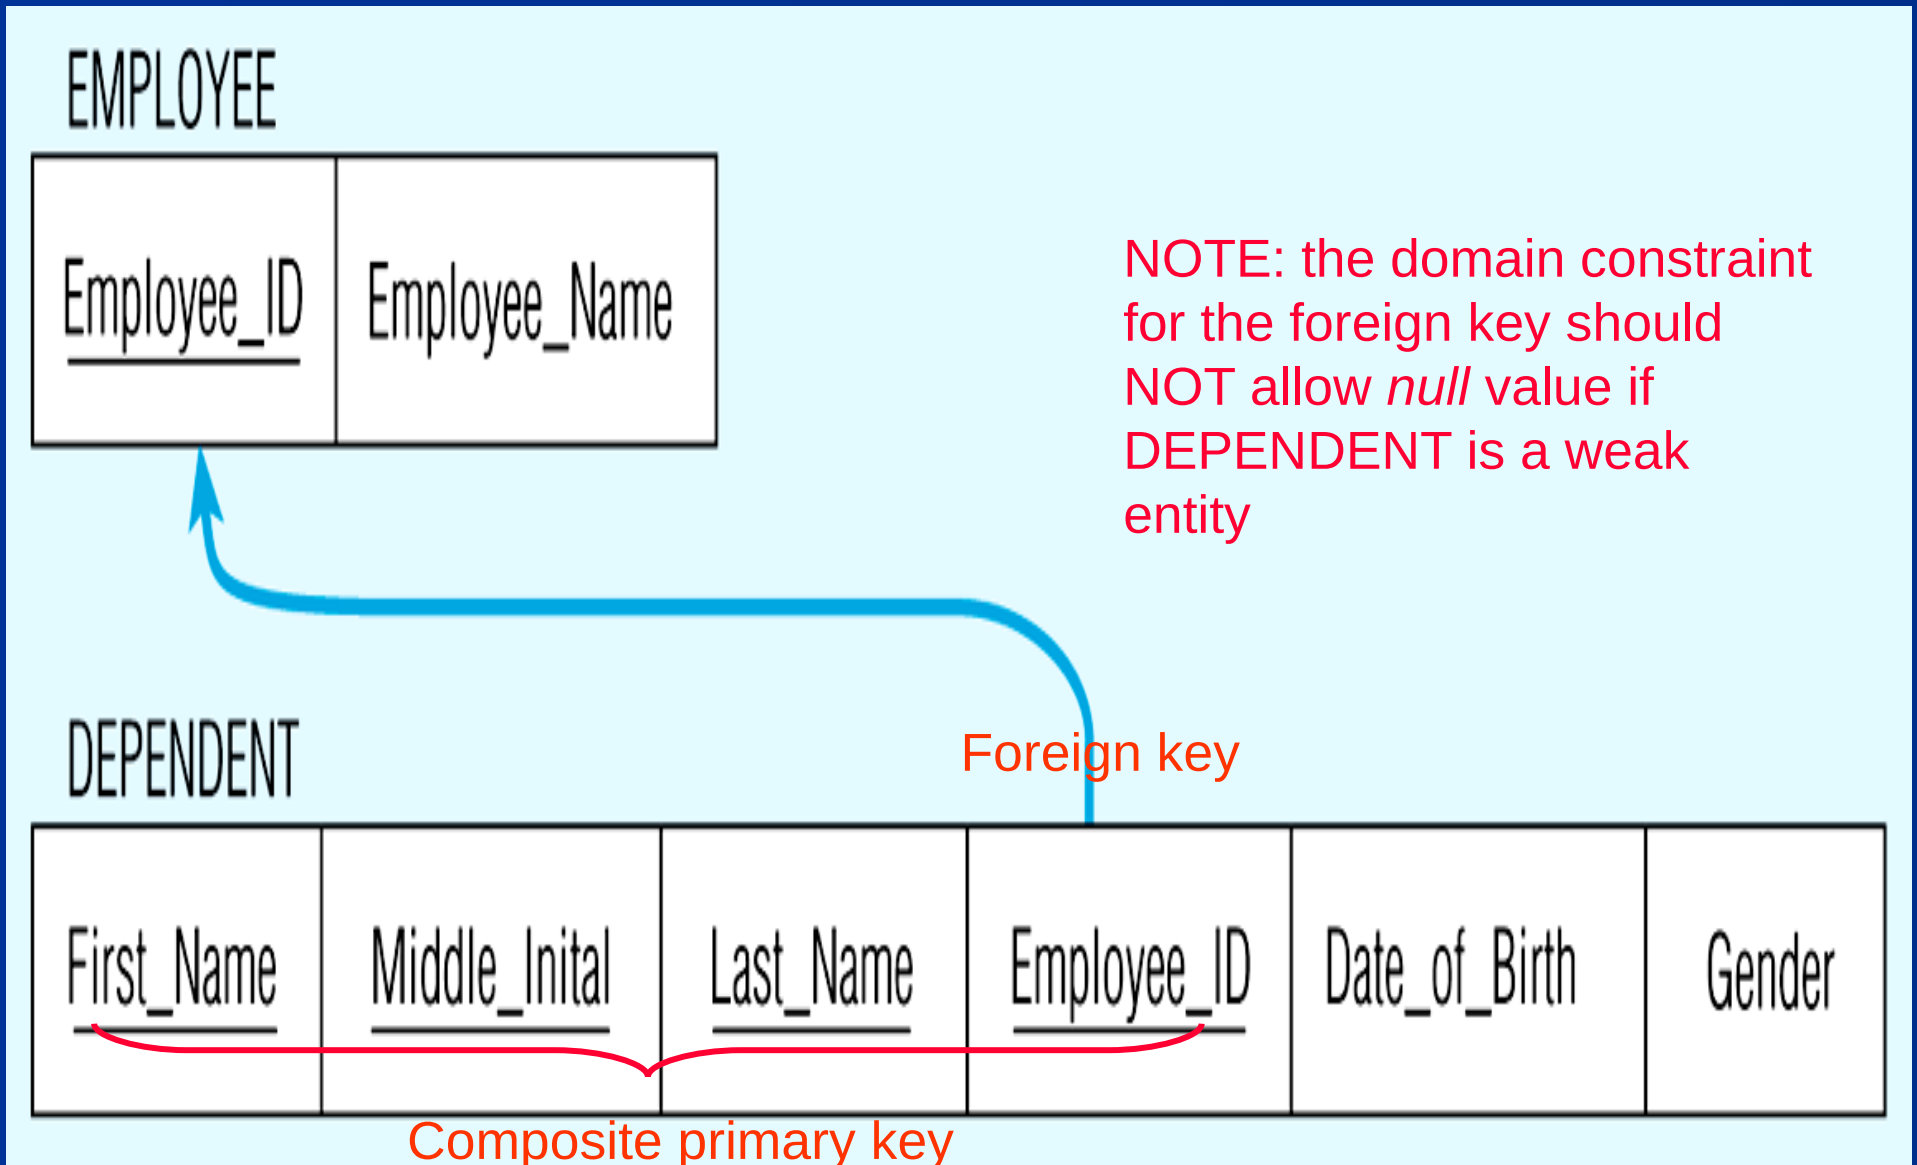 EMPLOYEE
Employee_ID Employee_Name
NOTE: the domain constraint
for the foreign key should
NOT allow null value if
DEPENDENT is a weak
entity
DEPENDENT
Foreign key
First_Name Middle_Inital Last_Name Employee_ID Date_of_Birth Gender
Composite primary key